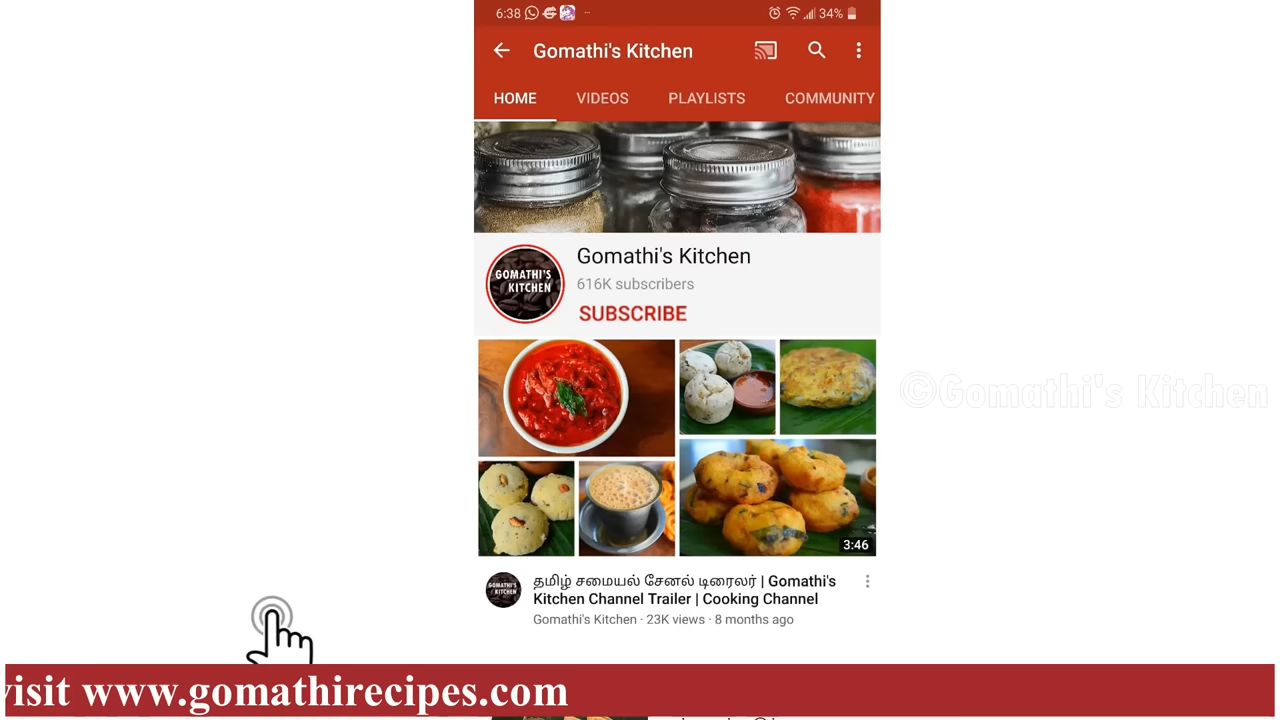 6:38
34%
Gomathi's Kitchen
HOME VIDEOS PLAYLISTS COMMUNITY
GOMATHI'S
KITCHEN
Gomathi's Kitchen
616K subscribers
SUBSCRIBE
©Gomathi's Kitchen
3:46
GOMATHI'S
KITCHEN
தமிழ் சமையல் சேனல் டிரைலர் | Gomathi's
Kitchen Channel Trailer | Cooking Channel
Gomathi's Kitchen · 23K views · 8 months ago
visit www.gomathirecipes.com